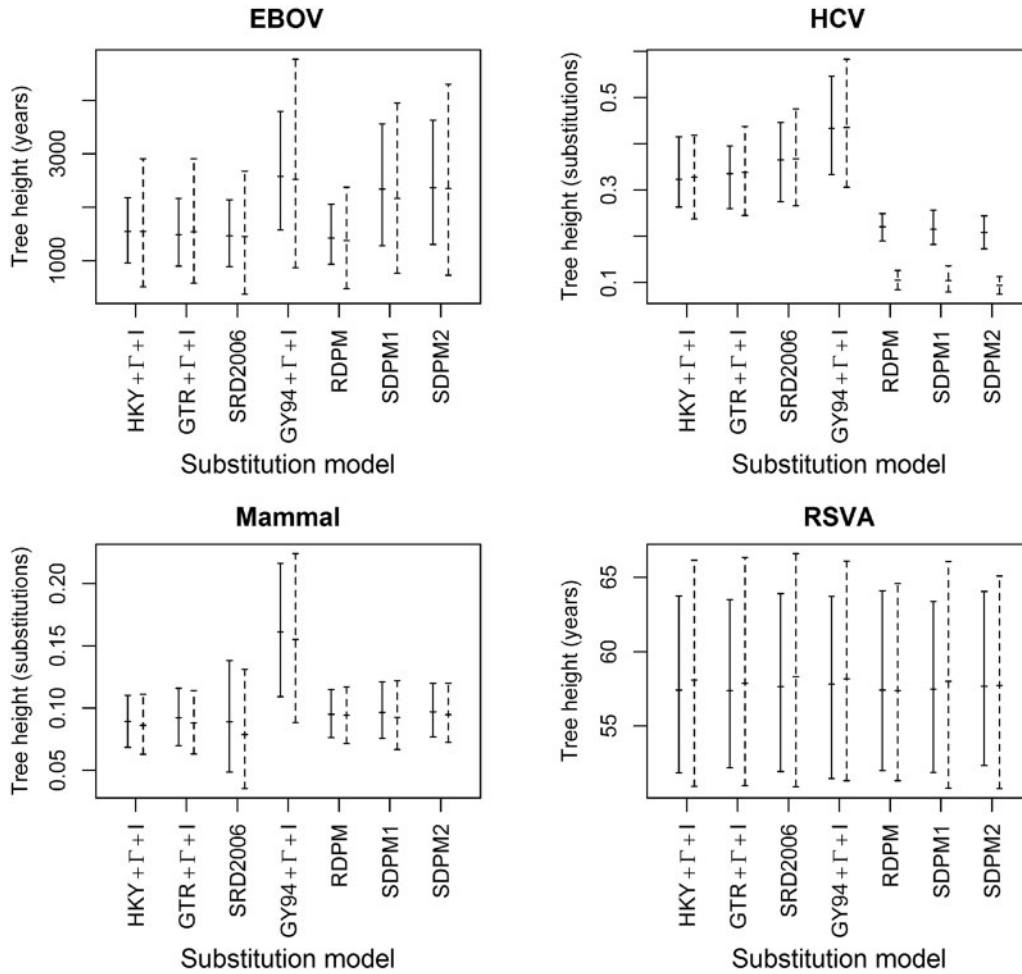 EBOV
Tree height (years)
3000
1000
HKY + Γ + I
GTR + Γ + I
SRD2006
GY94 + Γ + I
RDPM
SDPM1
SDPM2
Substitution model
HCV
Tree height (substitutions)
0.5
0.3
0.1
HKY + Γ + I
GTR + Γ + I
SRD2006
GY94 + Γ + I
RDPM
SDPM1
SDPM2
Substitution model
Mammal
Tree height (substitutions)
0.20
0.15
0.10
0.05
HKY + Γ + I
GTR + Γ + I
SRD2006
GY94 + Γ + I
RDPM
SDPM1
SDPM2
Substitution model
RSVA
Tree height (years)
65
60
55
HKY + Γ + I
GTR + Γ + I
SRD2006
GY94 + Γ + I
RDPM
SDPM1
SDPM2
Substitution model